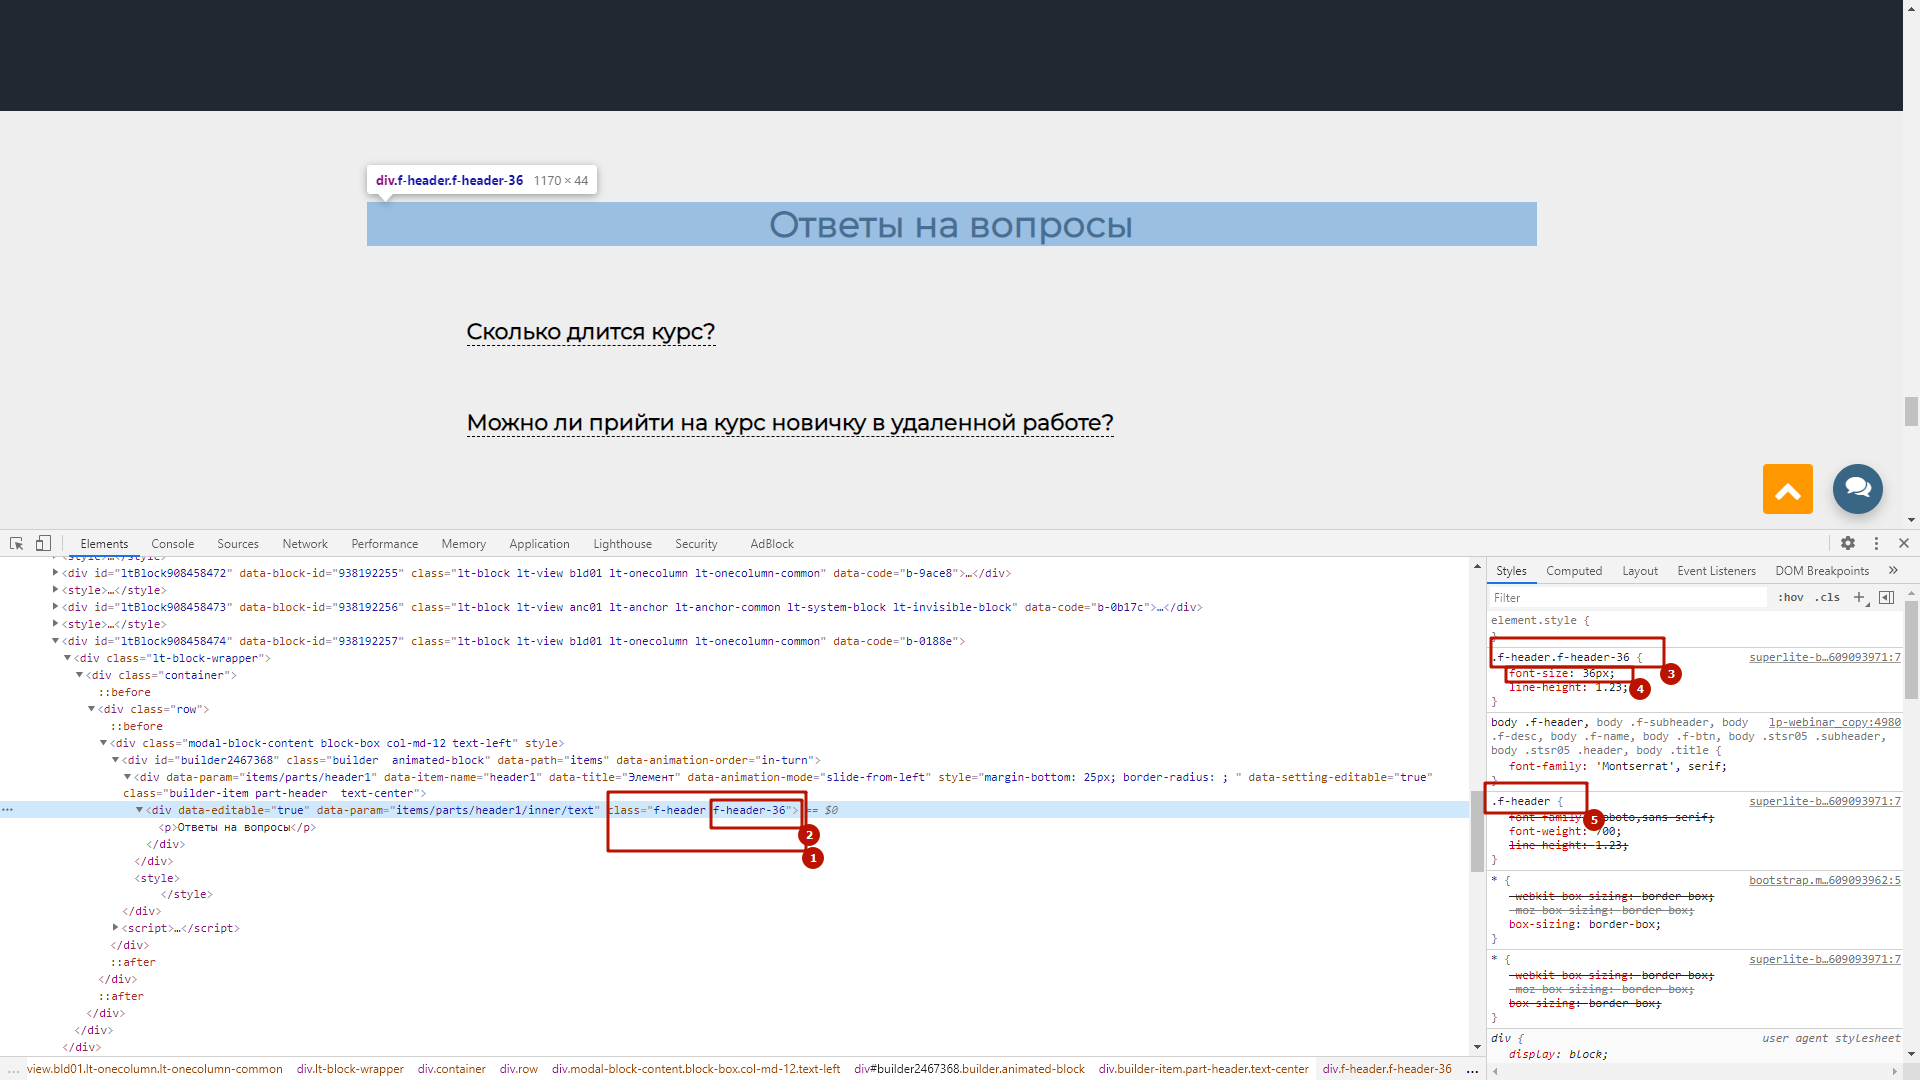 div.f-header.f-header-36 1170 × 44
Ответы на вопросы
Сколько длится курс?
Можно ли прийти на курс новичку в удаленной работе?
Elements Console Sources Network Performance Memory Application Lighthouse Security AdBlock
<style>…</style>
<div id="ltBlock908458472" data-block-id="938192255" class="lt-block lt-view bld01 lt-onecolumn lt-onecolumn-common" data-code="b-9ace8">…</div>
<style>…</style>
<div id="ltBlock908458473" data-block-id="938192256" class="lt-block lt-view anc01 lt-anchor lt-anchor-common lt-system-block lt-invisible-block" data-code="b-0b17c">…</div>
<style>…</style>
<div id="ltBlock908458474" data-block-id="938192257" class="lt-block lt-view bld01 lt-onecolumn lt-onecolumn-common" data-code="b-0188e">
<div class="lt-block-wrapper">
<div class="container">
::before
<div class="row">
::before
<div class="modal-block-content block-box col-md-12 text-left" style>
<div id="builder2467368" class="builder  animated-block" data-path="items" data-animation-order="in-turn">
<div data-param="items/parts/header1" data-item-name="header1" data-title="Элемент" data-animation-mode="slide-from-left" style="margin-bottom: 25px; border-radius: ; " data-setting-editable="true"
class="builder-item part-header  text-center">
… <div data-editable="true" data-param="items/parts/header1/inner/text" class="f-header f-header-36"> == $0
<p>Ответы на вопросы</p>
2
</div>
1
</div>
<style>
</style>
</div>
<script>…</script>
</div>
::after
</div>
::after
</div>
</div>
</div>
… view.bld01.lt-onecolumn.lt-onecolumn-common div.lt-block-wrapper div.container div.row div.modal-block-content.block-box.col-md-12.text-left div#builder2467368.builder.animated-block div.builder-item.part-header.text-center div.f-header.f-header-36 …
Styles Computed Layout Event Listeners DOM Breakpoints »
Filter :hov .cls +
element.style {
}
.f-header.f-header-36 { superlite-b…609093971:7
font-size: 36px; 3
line-height: 1.23; 4
}
body .f-header, body .f-subheader, body lp-webinar_copy:4980
.f-desc, body .f-name, body .f-btn, body .stsr05 .subheader,
body .stsr05 .header, body .title {
font-family: 'Montserrat', serif;
}
.f-header { superlite-b…609093971:7
font-family: Roboto,sans-serif; 5
font-weight: 700;
line-height: 1.23;
}
* { bootstrap.m…609093962:5
-webkit-box-sizing: border-box;
-moz-box-sizing: border-box;
box-sizing: border-box;
}
* { superlite-b…609093971:7
-webkit-box-sizing: border-box;
-moz-box-sizing: border-box;
box-sizing: border-box;
}
div { user agent stylesheet
display: block;